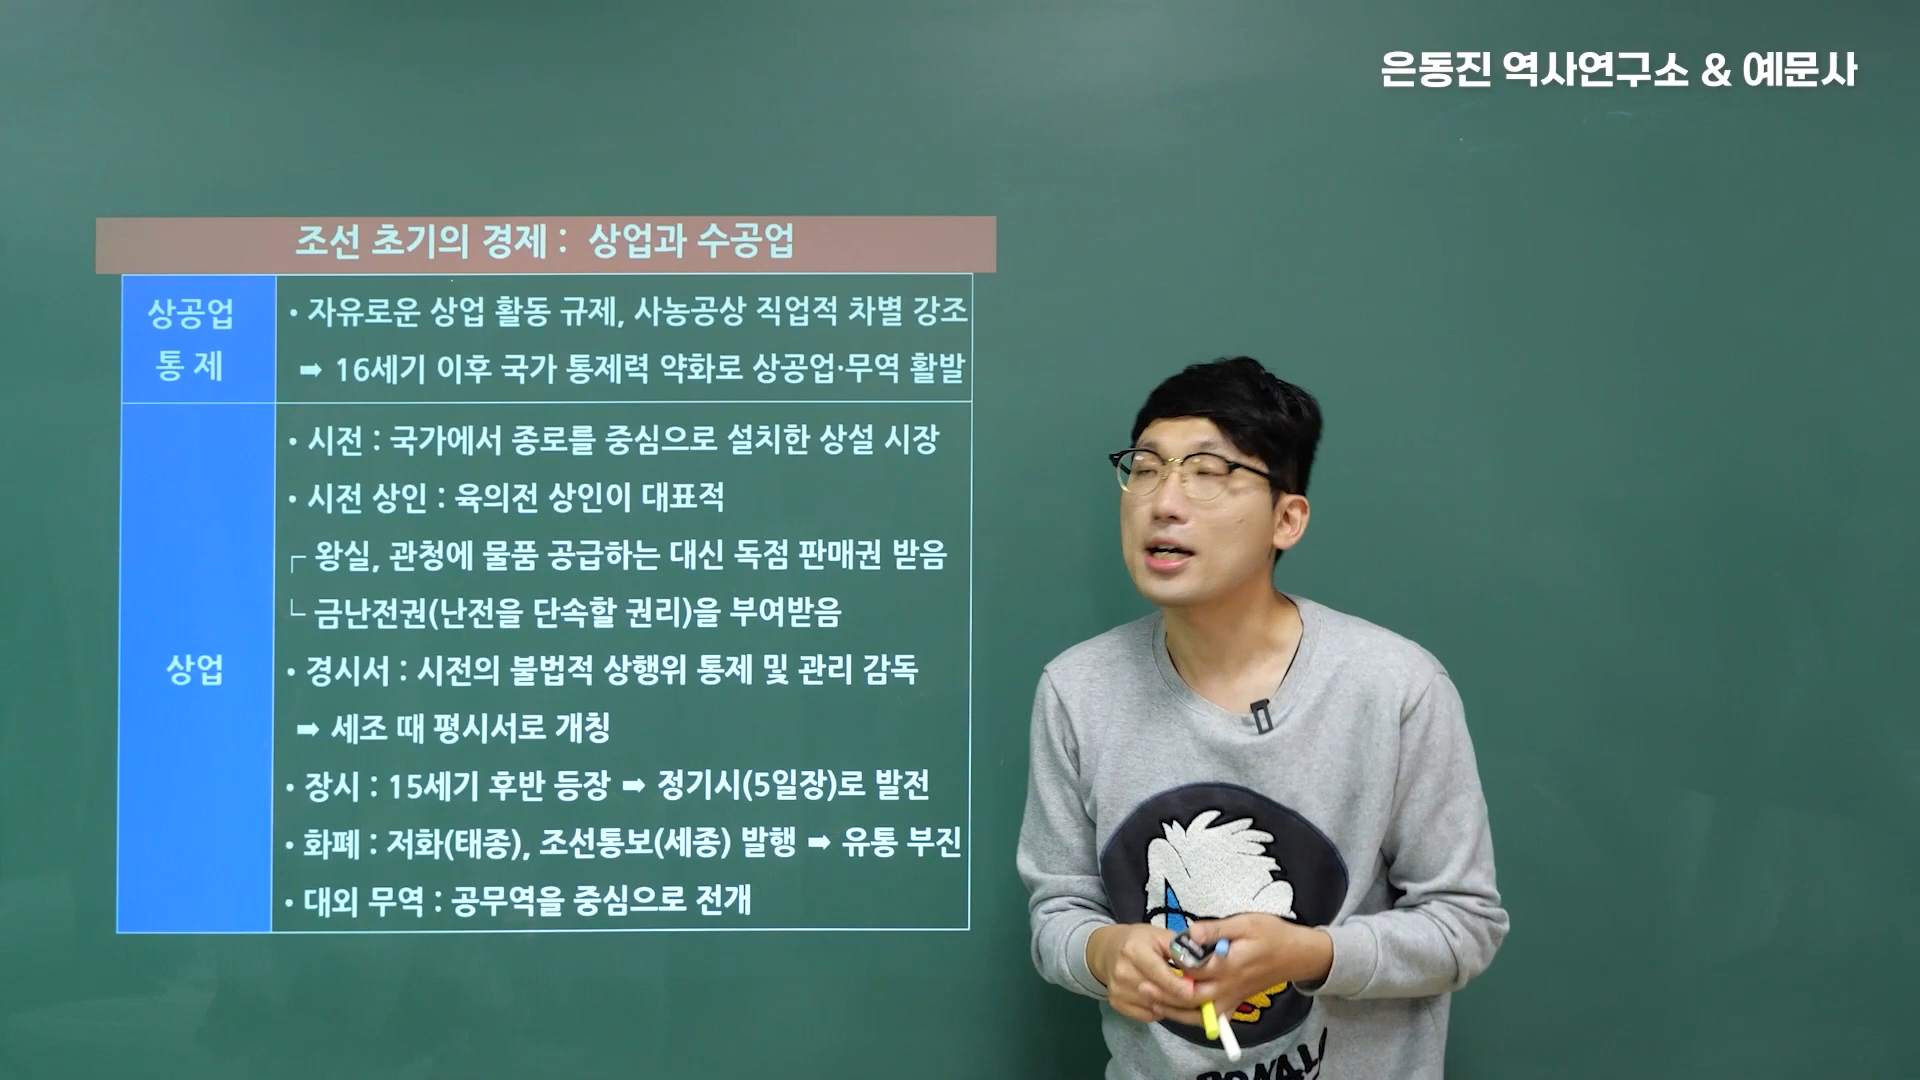 은동진 역사연구소 & 예문사
조선 초기의 경제 : 상업과 수공업
상공업
통 제
• 자유로운 상업 활동 규제, 사농공상 직업적 차별 강조
➡ 16세기 이후 국가 통제력 약화로 상공업·무역 활발
상업
• 시전 : 국가에서 종로를 중심으로 설치한 상설 시장
• 시전 상인 : 육의전 상인이 대표적
┌ 왕실, 관청에 물품 공급하는 대신 독점 판매권 받음
└ 금난전권(난전을 단속할 권리)을 부여받음
• 경시서 : 시전의 불법적 상행위 통제 및 관리 감독
➡ 세조 때 평시서로 개칭
• 장시 : 15세기 후반 등장 ➡ 정기시(5일장)로 발전
• 화폐 : 저화(태종), 조선통보(세종) 발행 ➡ 유통 부진
• 대외 무역 : 공무역을 중심으로 전개